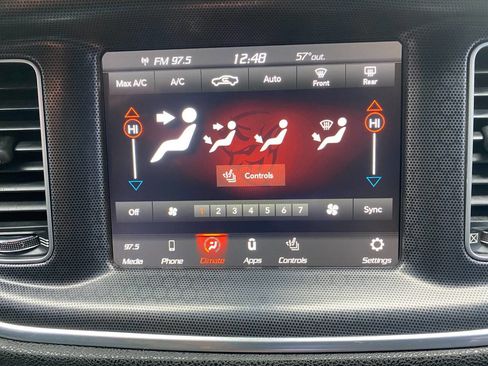 FM 97.5 12:48 57° out.
Max A/C A/C Auto Front Rear
HI HI
Controls
Off 1 2 3 4 5 6 7 Sync
97.5
Media Phone Climate Apps Controls Settings